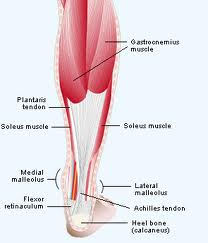 Gastrocnemius
muscle
Plantaris
tendon
Soleus muscle
Soleus muscle
Medial
malleolus
Lateral
malleolus
Flexor
retinaculum
Achilles tendon
Heel bone
(calcaneus)